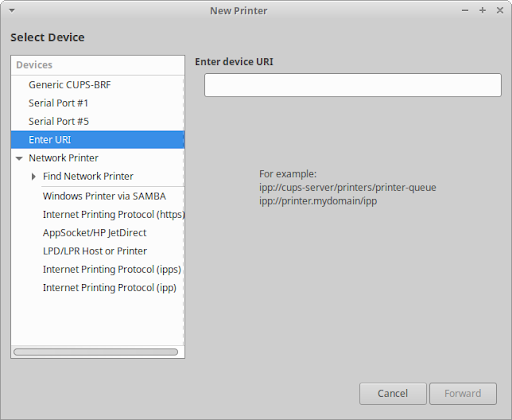 New Printer
Select Device
Devices
Generic CUPS-BRF
Serial Port #1
Serial Port #5
Enter URI
Network Printer
Find Network Printer
Windows Printer via SAMBA
Internet Printing Protocol (https)
AppSocket/HP JetDirect
LPD/LPR Host or Printer
Internet Printing Protocol (ipps)
Internet Printing Protocol (ipp)
Enter device URI
For example:
ipp://cups-server/printers/printer-queue
ipp://printer.mydomain/ipp
Cancel
Forward